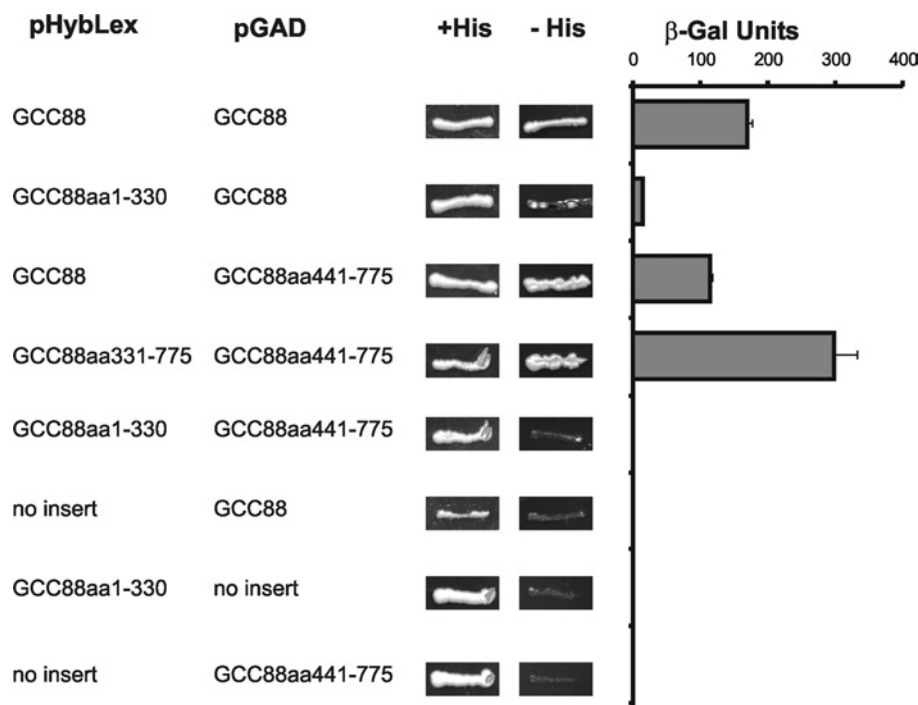 pHybLex pGAD +His - His β-Gal Units
0 100 200 300 400
GCC88 GCC88
GCC88aa1-330 GCC88
GCC88 GCC88aa441-775
GCC88aa331-775 GCC88aa441-775
GCC88aa1-330 GCC88aa441-775
no insert GCC88
GCC88aa1-330 no insert
no insert GCC88aa441-775